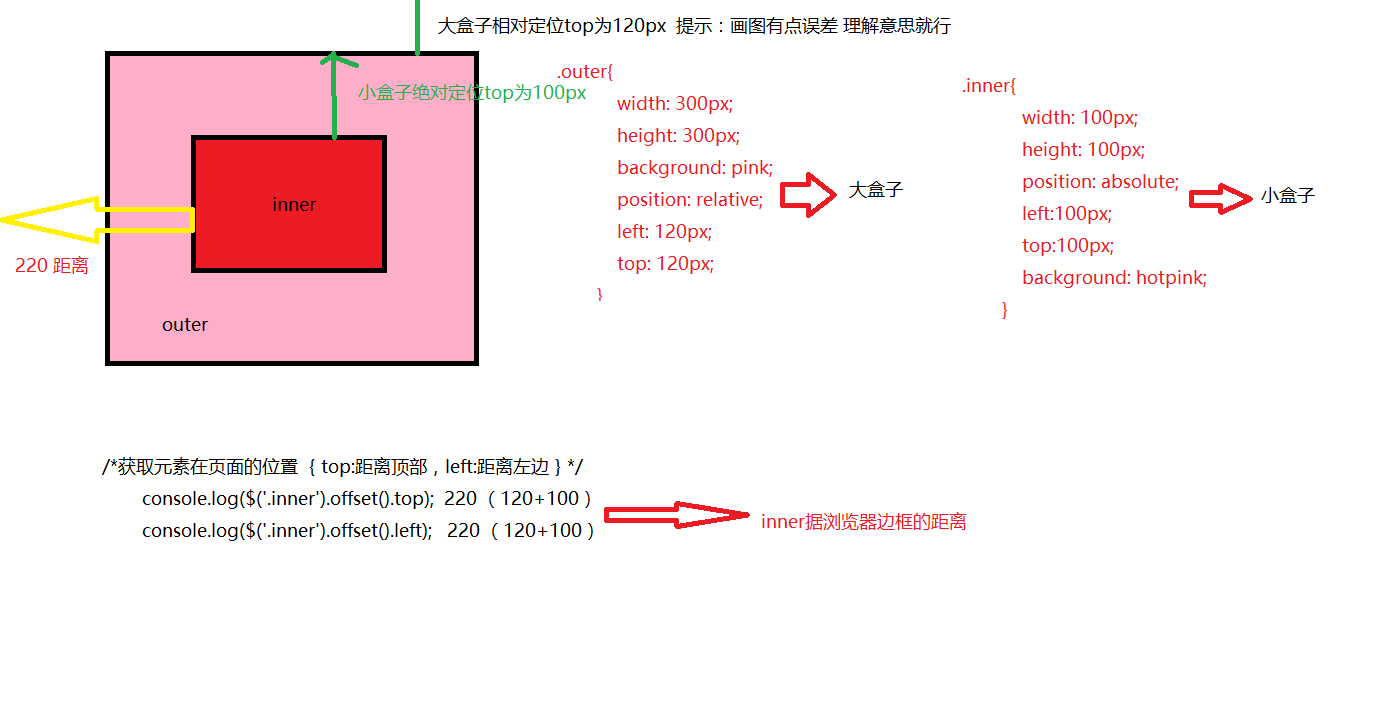 大盒子相对定位top为120px 提示：画图有点误差 理解意思就行
小盒子绝对定位top为100px
inner
220 距离
outer
.outer{
width: 300px;
height: 300px;
background: pink;
position: relative;
left: 120px;
top: 120px;
}
大盒子
.inner{
width: 100px;
height: 100px;
position: absolute;
left:100px;
top:100px;
background: hotpink;
}
小盒子
/*获取元素在页面的位置 { top:距离顶部 , left:距离左边 } */
console.log($('.inner').offset().top); 220 （ 120+100 ）
console.log($('.inner').offset().left); 220 （ 120+100 ）
inner据浏览器边框的距离